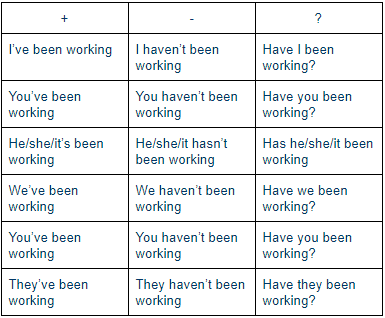 + - ?
I've been working I haven't been working Have I been working?
You've been working You haven't been working Have you been working?
He/she/it's been working He/she/it hasn't been working Has he/she/it been working
We've been working We haven't been working Have we been working?
You've been working You haven't been working Have you been working?
They've been working They haven't been working Have they been working?